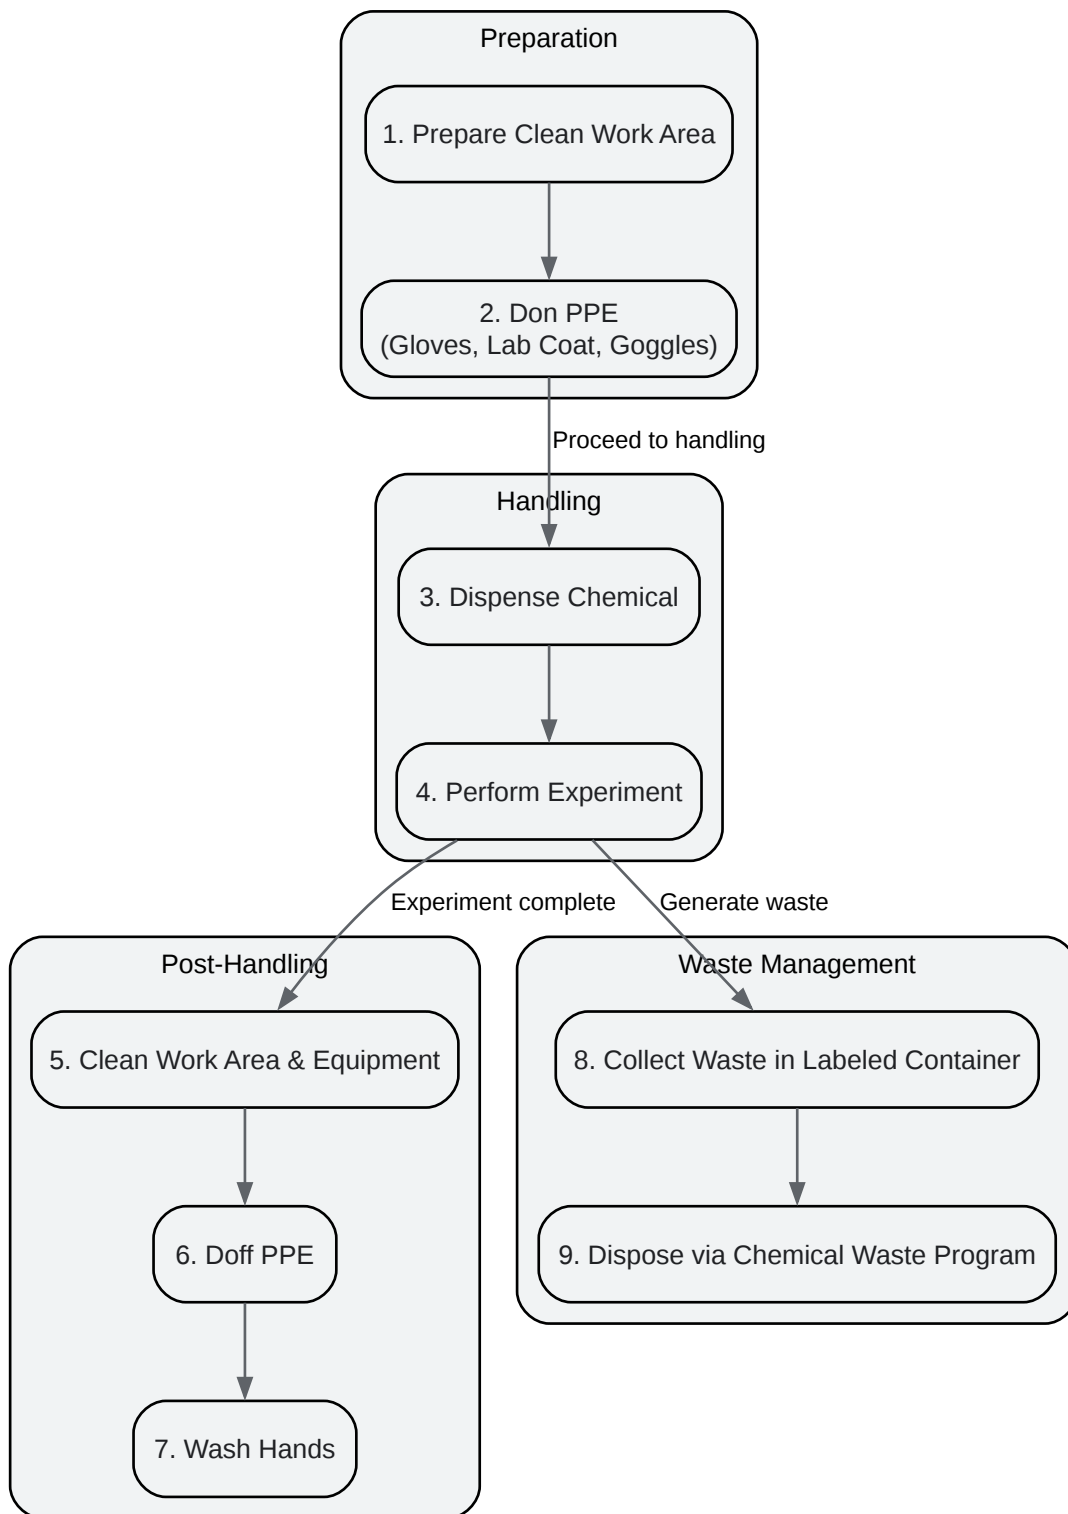 Preparation
1. Prepare Clean Work Area
2. Don PPE
(Gloves, Lab Coat, Goggles)
Proceed to handling
Handling
3. Dispense Chemical
4. Perform Experiment
Experiment complete
Generate waste
Post-Handling
5. Clean Work Area & Equipment
6. Doff PPE
7. Wash Hands
Waste Management
8. Collect Waste in Labeled Container
9. Dispose via Chemical Waste Program